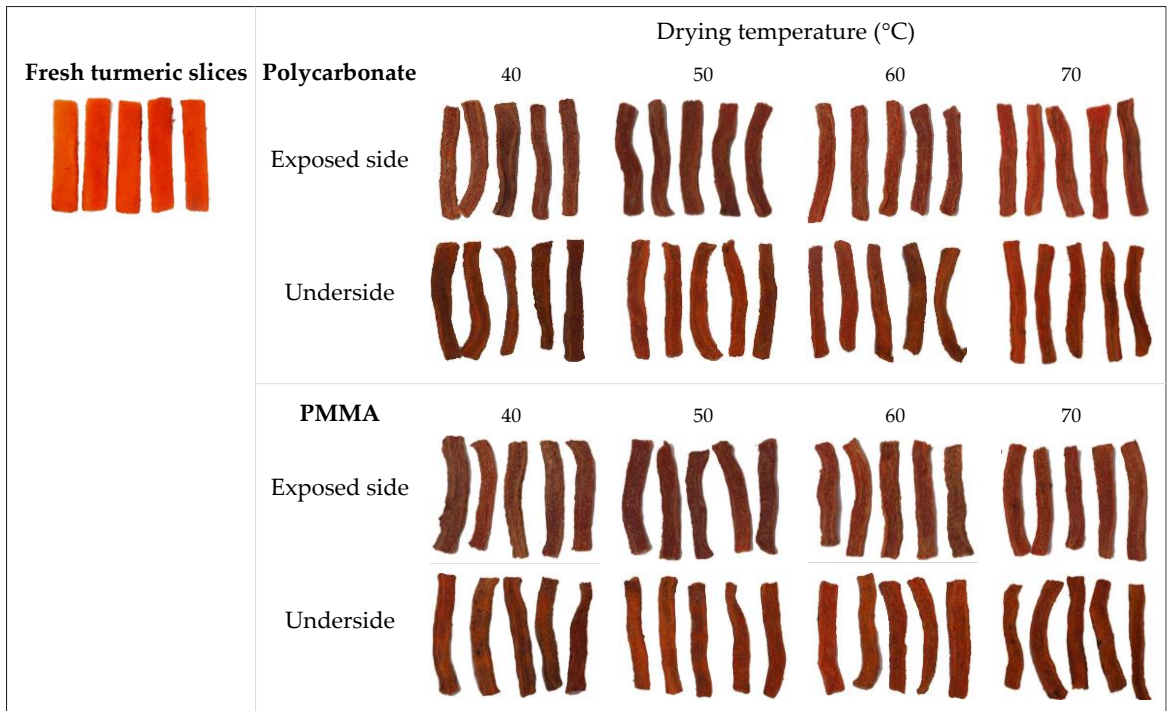 Drying temperature (°C)
Fresh turmeric slices Polycarbonate 40 50 60 70
Exposed side
Underside
PMMA 40 50 60 70
Exposed side
Underside